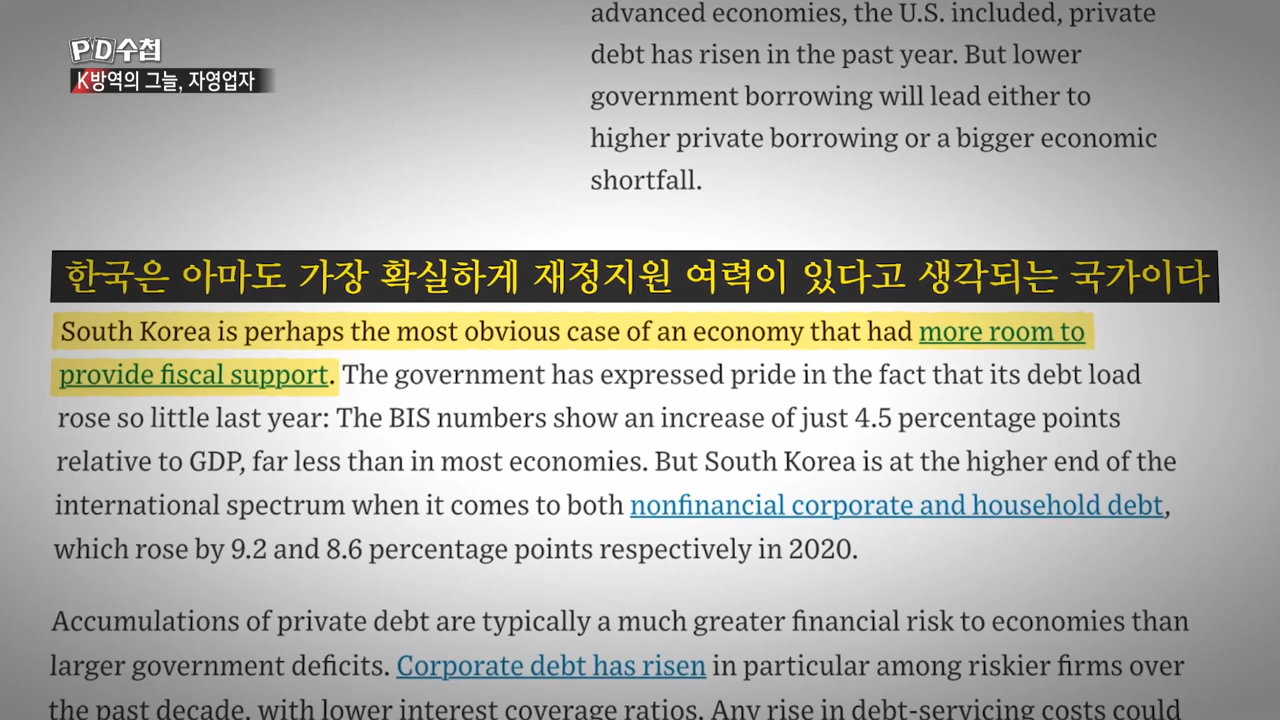 PD수첩
K방역의 그늘, 자영업자
advanced economies, the U.S. included, private
debt has risen in the past year. But lower
government borrowing will lead either to
higher private borrowing or a bigger economic
shortfall.
한국은 아마도 가장 확실하게 재정지원 여력이 있다고 생각되는 국가이다
South Korea is perhaps the most obvious case of an economy that had more room to
provide fiscal support. The government has expressed pride in the fact that its debt load
rose so little last year: The BIS numbers show an increase of just 4.5 percentage points
relative to GDP, far less than in most economies. But South Korea is at the higher end of the
international spectrum when it comes to both nonfinancial corporate and household debt,
which rose by 9.2 and 8.6 percentage points respectively in 2020.
Accumulations of private debt are typically a much greater financial risk to economies than
larger government deficits. Corporate debt has risen in particular among riskier firms over
the past decade, with lower interest coverage ratios. Any rise in debt-servicing costs could